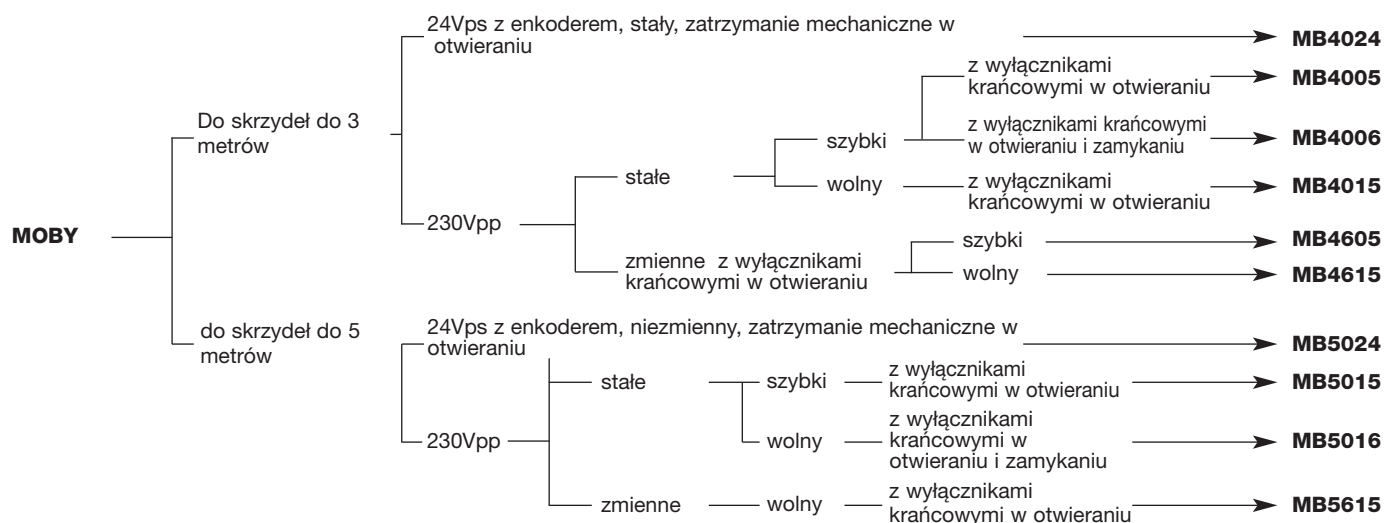 24Vps z enkoderem, stały, zatrzymanie mechaniczne w
otwieraniu
MB4024
z wyłącznikami
krańcowymi w otwieraniu
MB4005
Do skrzydeł do 3
metrów
szybki
z wyłącznikami krańcowymi
w otwieraniu i zamykaniu
MB4006
stałe
wolny
z wyłącznikami
krańcowymi w otwieraniu
MB4015
230Vpp
MOBY
szybki
MB4605
zmienne z wyłącznikami
krańcowymi w otwieraniu
wolny
MB4615
do skrzydeł do 5
metrów
24Vps z enkoderem, niezmienny, zatrzymanie mechaniczne w
otwieraniu
MB5024
stałe
szybki
z wyłącznikami
krańcowymi w otwieraniu
MB5015
230Vpp
wolny
z wyłącznikami
krańcowymi w
otwieraniu i zamykaniu
MB5016
zmienne
wolny
z wyłącznikami
krańcowymi w otwieraniu
MB5615